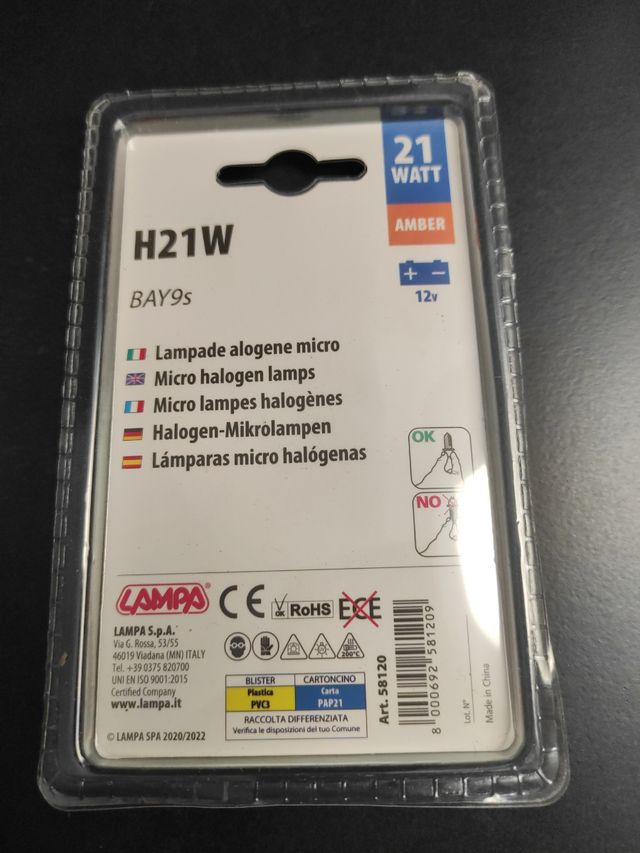 21
WATT
AMBER
H21W
+ −
12v
BAY9s
Lampade alogene micro
Micro halogen lamps
Micro lampes halogènes
Halogen-Mikrolampen
Lámparas micro halógenas
OK
NO
LAMPA®
CE
OK RoHS
ECE
LAMPA S.p.A.
Via G. Rossa, 53/55
46019 Viadana (MN) ITALY
Tel. +39 0375 820700
UNI EN ISO 9001:2015
Certified Company
www.lampa.it
200°C
BLISTER CARTONCINO
Plastica Carta
PVC3 PAP21
RACCOLTA DIFFERENZIATA
Verifica le disposizioni del tuo Comune
Art. 58120
8 000692 581209
Lot. N°
Made in China
© LAMPA SPA 2020/2022